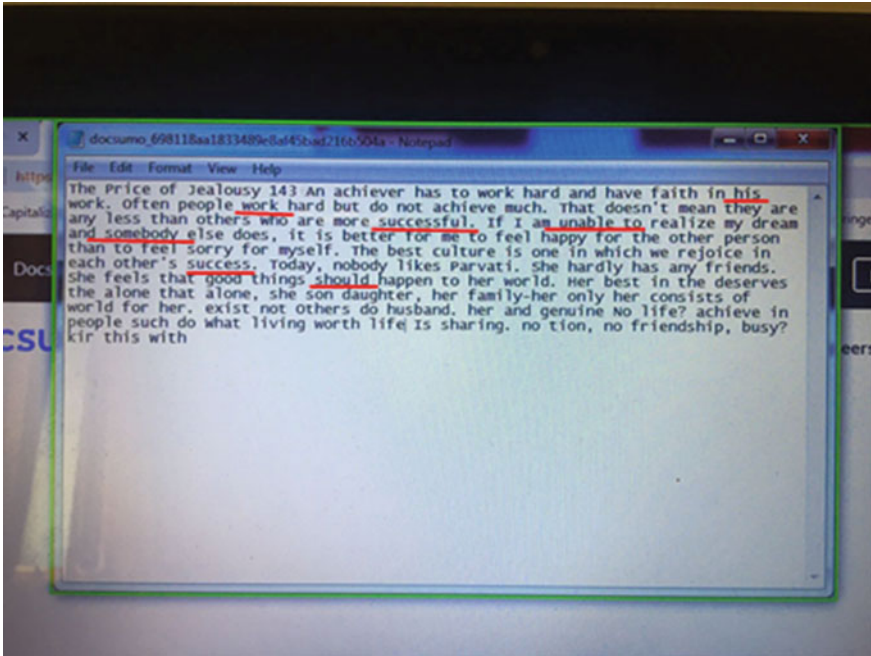 docsumo_698118aa1833489e8af45bad216b504a - Notepad
File Edit Format View Help
https
Capitaliz
Docs
csu
The Price of Jealousy 143 An achiever has to work hard and have faith in his
work. Often people work hard but do not achieve much. That doesn't mean they are
any less than others who are more successful. If I am unable to realize my dream
and somebody else does, it is better for me to feel happy for the other person
than to feel sorry for myself. The best culture is one in which we rejoice in
each other's success. Today, nobody likes Parvati. She hardly has any friends.
She feels that good things should happen to her world. Her best in the deserves
the alone that alone, she son daughter, her family-her only her consists of
world for her. exist not others do husband. her and genuine No life? achieve in
people such do what living worth life Is sharing. no tion, no friendship, busy?
kir this with
eers